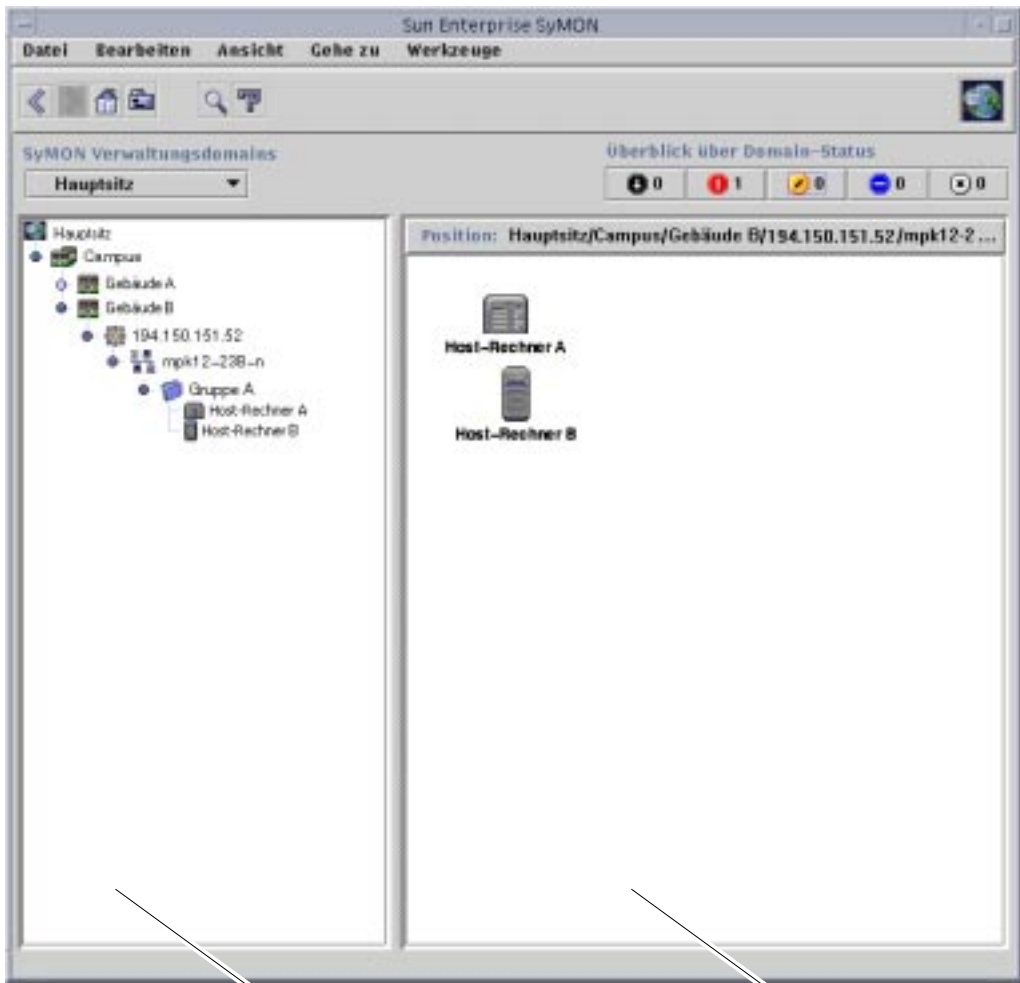 Sun Enterprise SyMON
Datei Bearbeiten Ansicht Gehe zu Werkzeuge
SyMON Verwaltungsdomains
Überblick über Domain-Status
Hauptsitz
0 1 0 0 0
Hauptsitz
Campus
Gebäude A
Gebäude B
194.150.151.52
mpk12-23B-n
Gruppe A
Host-Rechner A
Host-Rechner B
Position: Hauptsitz/Campus/Gebäude B/194.150.151.52/mpk12-2 ...
Host-Rechner A
Host-Rechner B